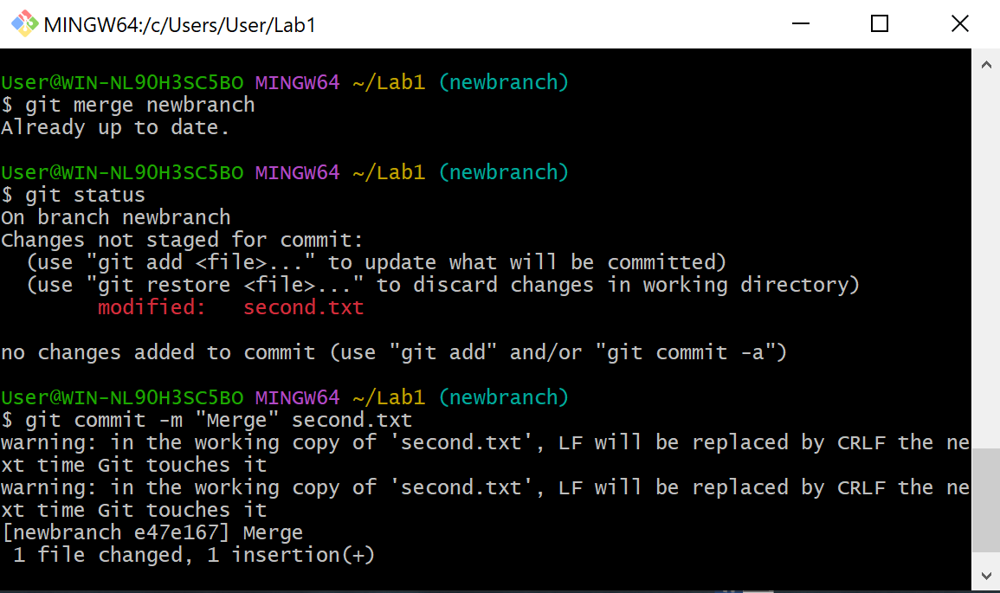 MINGW64:/c/Users/User/Lab1
User@WIN-NL9OH3SC5BO MINGW64 ~/Lab1 (newbranch)
$ git merge newbranch
Already up to date.
User@WIN-NL9OH3SC5BO MINGW64 ~/Lab1 (newbranch)
$ git status
On branch newbranch
Changes not staged for commit:
  (use "git add <file>..." to update what will be committed)
  (use "git restore <file>..." to discard changes in working directory)
        modified:   second.txt
no changes added to commit (use "git add" and/or "git commit -a")
User@WIN-NL9OH3SC5BO MINGW64 ~/Lab1 (newbranch)
$ git commit -m "Merge" second.txt
warning: in the working copy of 'second.txt', LF will be replaced by CRLF the ne
xt time Git touches it
warning: in the working copy of 'second.txt', LF will be replaced by CRLF the ne
xt time Git touches it
[newbranch e47e167] Merge
 1 file changed, 1 insertion(+)